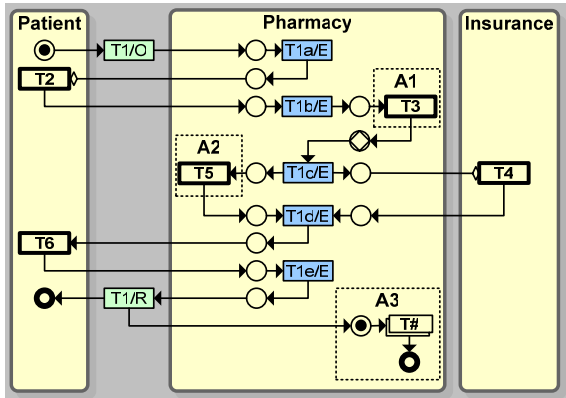 Patient
Pharmacy
Insurance
T1/O
T1a/E
T2
A1
T1b/E
T3
A2
T5
T1c/E
T4
T1d/E
T6
T1e/E
T1/R
A3
T#